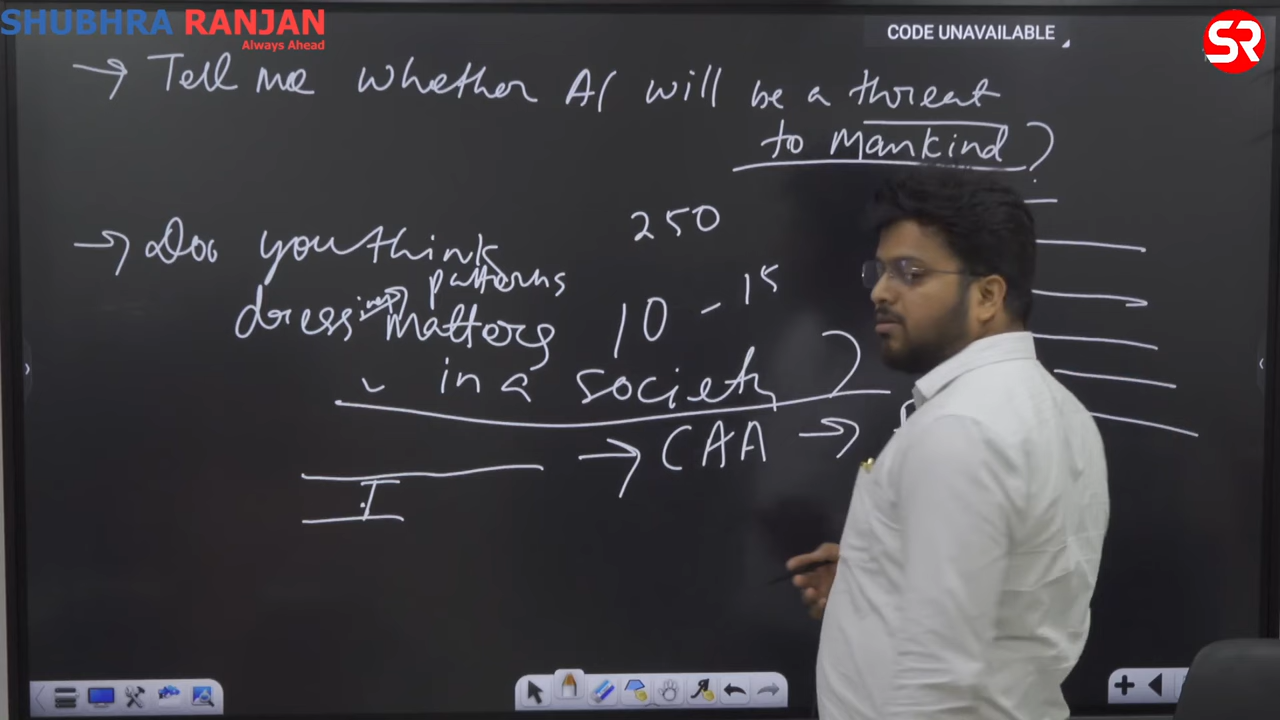 SHUBHRA RANJAN
Always Ahead
CODE UNAVAILABLE
SR
→ Tell me whether AI will be a threat
to Mankind?
250
→ Doo you think
patterns
dressing matters
10 - 15
in a society ?
→ CAA →
I